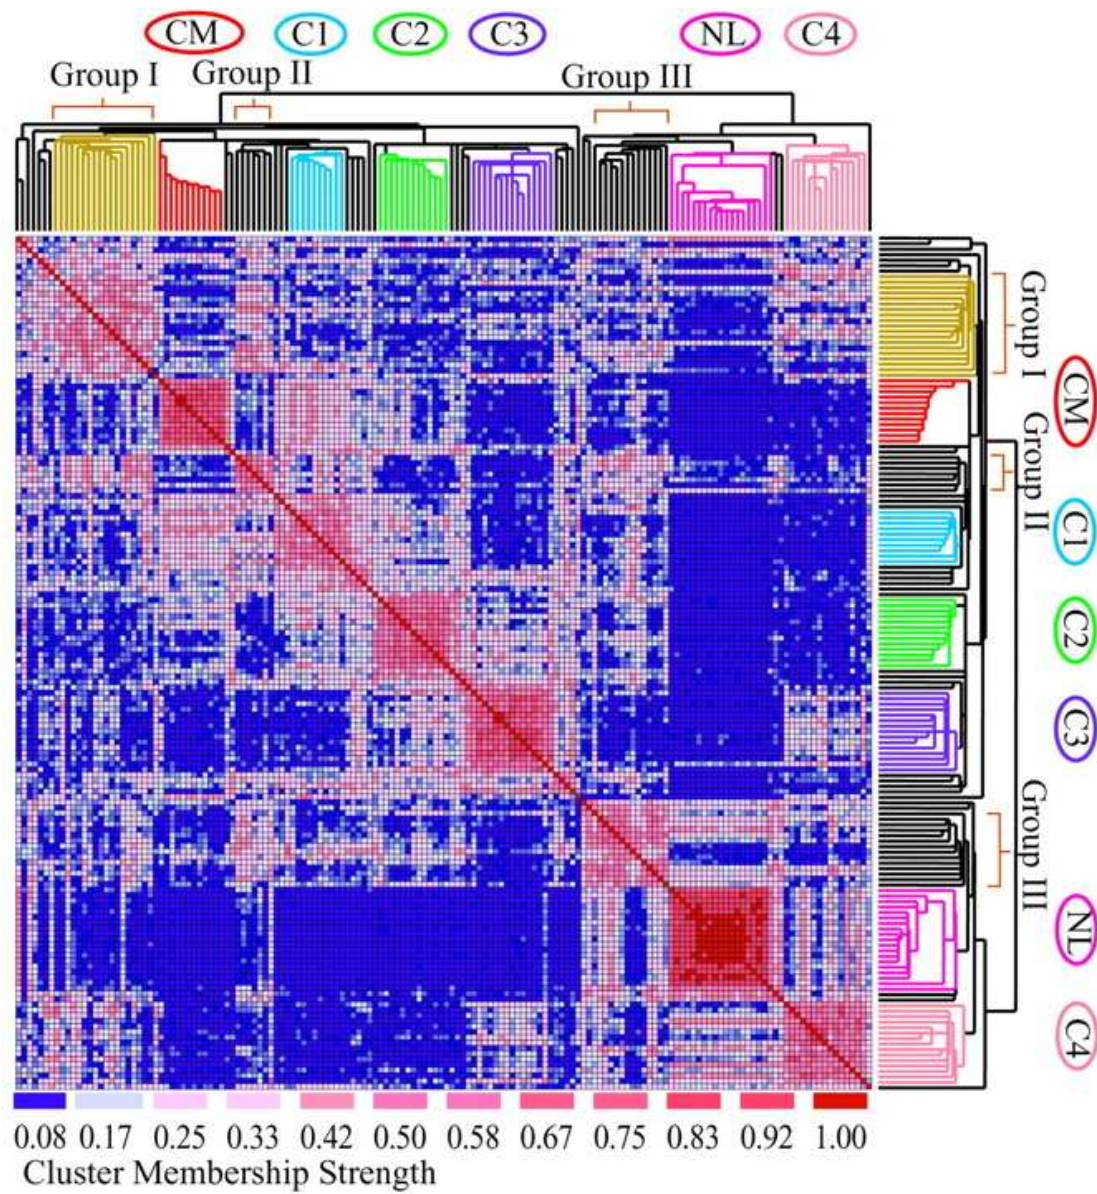 CM C1 C2 C3 NL C4
Group I Group II Group III
Group I
CM
Group II
C1
C2
C3
Group III
NL
C4
0.08 0.17 0.25 0.33 0.42 0.50 0.58 0.67 0.75 0.83 0.92 1.00
Cluster Membership Strength